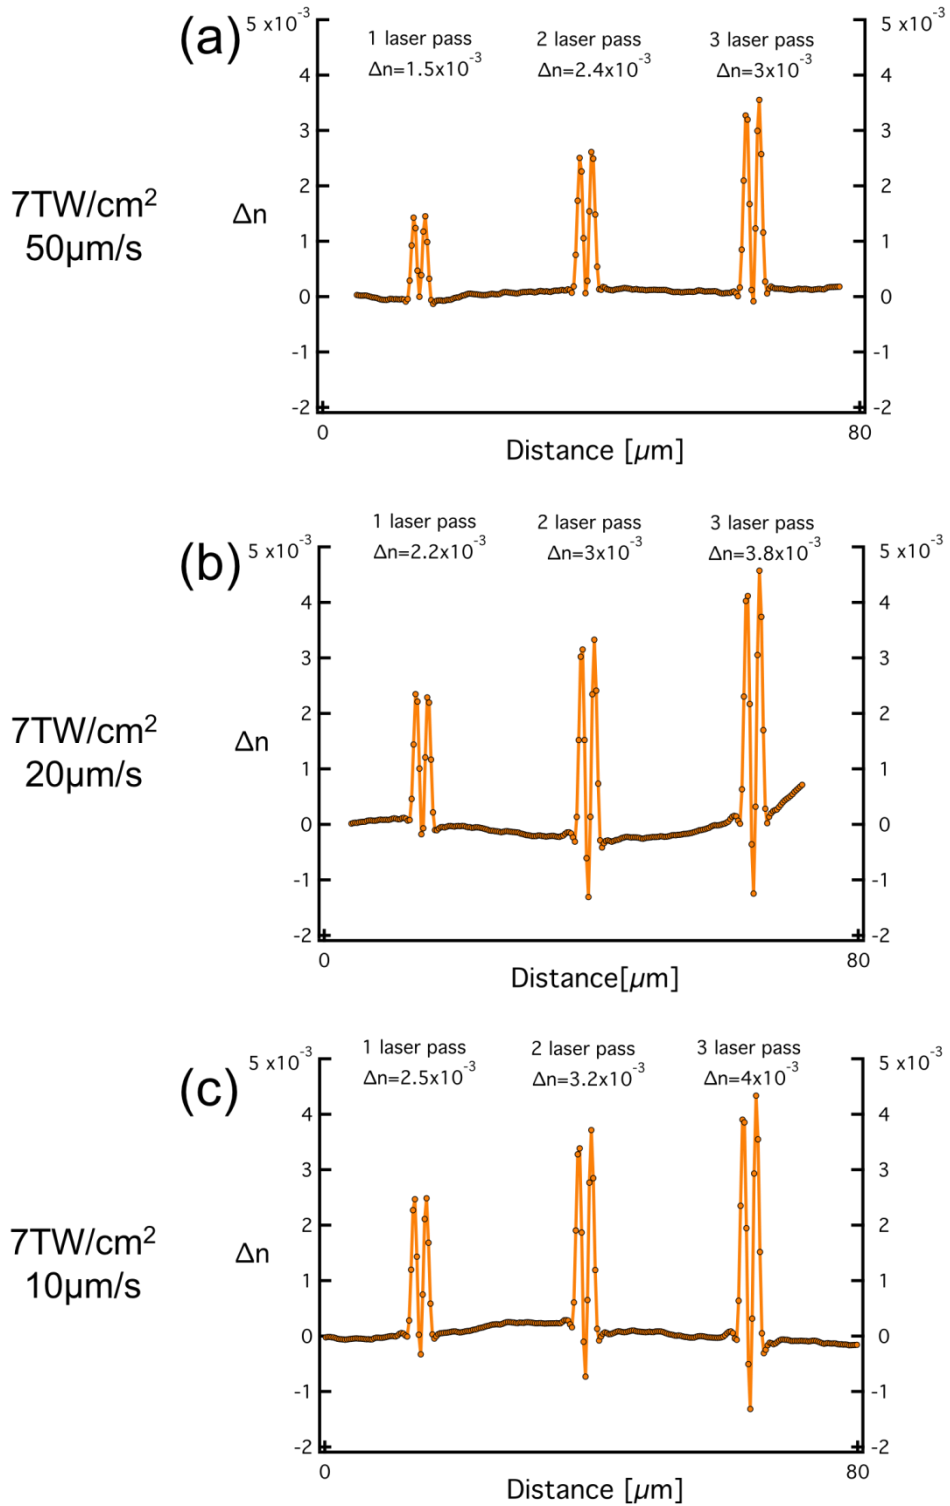 (a)
5 x10-3
5 x10-3
1 laser pass
2 laser pass
3 laser pass
Δn=1.5x10-3
Δn=2.4x10-3
Δn=3x10-3
4
4
3
3
7TW/cm2
50µm/s
Δn
2
2
1
1
0
0
-1
-1
-2
-2
0
80
Distance [µm]
(b)
1 laser pass
2 laser pass
3 laser pass
5 x10-3
Δn=2.2x10-3
Δn=3x10-3
Δn=3.8x10-3
5 x10-3
4
4
3
3
7TW/cm2
20µm/s
Δn
2
2
1
1
0
0
-1
-1
-2
-2
0
80
Distance[µm]
(c)
1 laser pass
2 laser pass
3 laser pass
5 x10-3
Δn=2.5x10-3
Δn=3.2x10-3
Δn=4x10-3
5 x10-3
4
4
3
3
7TW/cm2
10µm/s
Δn
2
2
1
1
0
0
-1
-1
-2
-2
0
80
Distance [µm]